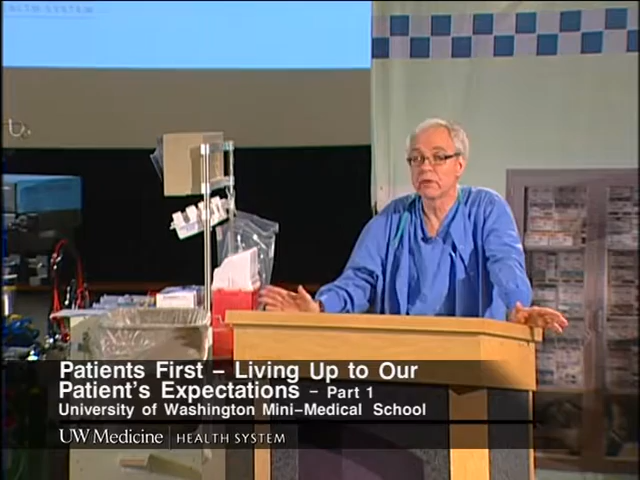 Patients First – Living Up to Our
Patient's Expectations – Part 1
University of Washington Mini–Medical School
UW Medicine | HEALTH SYSTEM